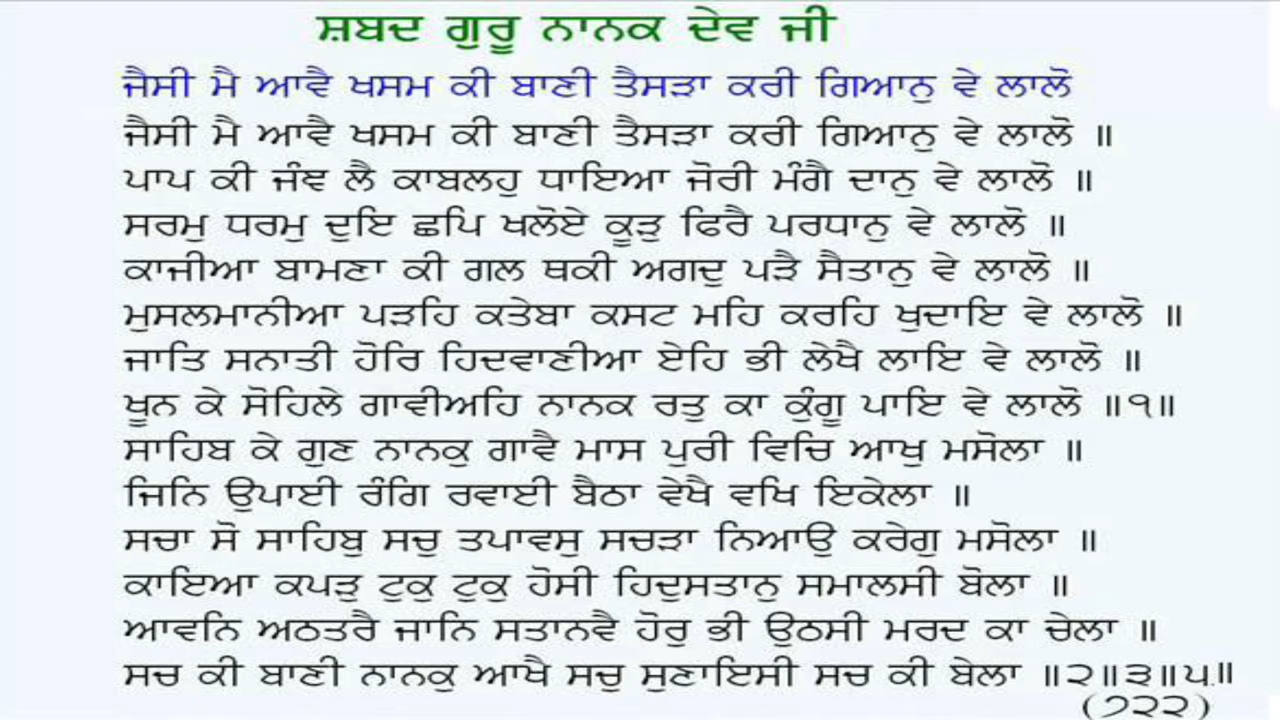 ਸ਼ਬਦ ਗੁਰੂ ਨਾਨਕ ਦੇਵ ਜੀ
ਜੈਸੀ ਮੈ ਆਵੈ ਖਸਮ ਕੀ ਬਾਣੀ ਤੈਸੜਾ ਕਰੀ ਗਿਆਨੁ ਵੇ ਲਾਲੋ
ਜੈਸੀ ਮੈ ਆਵੈ ਖਸਮ ਕੀ ਬਾਣੀ ਤੈਸੜਾ ਕਰੀ ਗਿਆਨੁ ਵੇ ਲਾਲੋ ॥
ਪਾਪ ਕੀ ਜੰਞ ਲੈ ਕਾਬਲਹੁ ਧਾਇਆ ਜੋਰੀ ਮੰਗੈ ਦਾਨੁ ਵੇ ਲਾਲੋ ॥
ਸਰਮੁ ਧਰਮੁ ਦੁਇ ਛਪਿ ਖਲੋਏ ਕੂੜੁ ਫਿਰੈ ਪਰਧਾਨੁ ਵੇ ਲਾਲੋ ॥
ਕਾਜੀਆ ਬਾਮਣਾ ਕੀ ਗਲ ਥਕੀ ਅਗਦੁ ਪੜੈ ਸੈਤਾਨੁ ਵੇ ਲਾਲੋ ॥
ਮੁਸਲਮਾਨੀਆ ਪੜਹਿ ਕਤੇਬਾ ਕਸਟ ਮਹਿ ਕਰਹਿ ਖੁਦਾਇ ਵੇ ਲਾਲੋ ॥
ਜਾਤਿ ਸਨਾਤੀ ਹੋਰਿ ਹਿਦਵਾਣੀਆ ਏਹਿ ਭੀ ਲੇਖੈ ਲਾਇ ਵੇ ਲਾਲੋ ॥
ਖੂਨ ਕੇ ਸੋਹਿਲੇ ਗਾਵੀਅਹਿ ਨਾਨਕ ਰਤੁ ਕਾ ਕੁੰਗੂ ਪਾਇ ਵੇ ਲਾਲੋ ॥੧॥
ਸਾਹਿਬ ਕੇ ਗੁਣ ਨਾਨਕੁ ਗਾਵੈ ਮਾਸ ਪੁਰੀ ਵਿਚਿ ਆਖੁ ਮਸੋਲਾ ॥
ਜਿਨਿ ਉਪਾਈ ਰੰਗਿ ਰਵਾਈ ਬੈਠਾ ਵੇਖੈ ਵਖਿ ਇਕੇਲਾ ॥
ਸਚਾ ਸੋ ਸਾਹਿਬੁ ਸਚੁ ਤਪਾਵਸੁ ਸਚੜਾ ਨਿਆਉ ਕਰੇਗੁ ਮਸੋਲਾ ॥
ਕਾਇਆ ਕਪੜੁ ਟੁਕੁ ਟੁਕੁ ਹੋਸੀ ਹਿਦੁਸਤਾਨੁ ਸਮਾਲਸੀ ਬੋਲਾ ॥
ਆਵਨਿ ਅਠਤਰੈ ਜਾਨਿ ਸਤਾਨਵੈ ਹੋਰੁ ਭੀ ਉਠਸੀ ਮਰਦ ਕਾ ਚੇਲਾ ॥
ਸਚ ਕੀ ਬਾਣੀ ਨਾਨਕੁ ਆਖੈ ਸਚੁ ਸੁਣਾਇਸੀ ਸਚ ਕੀ ਬੇਲਾ ॥੨॥੩॥੫॥
(੭੨੨)